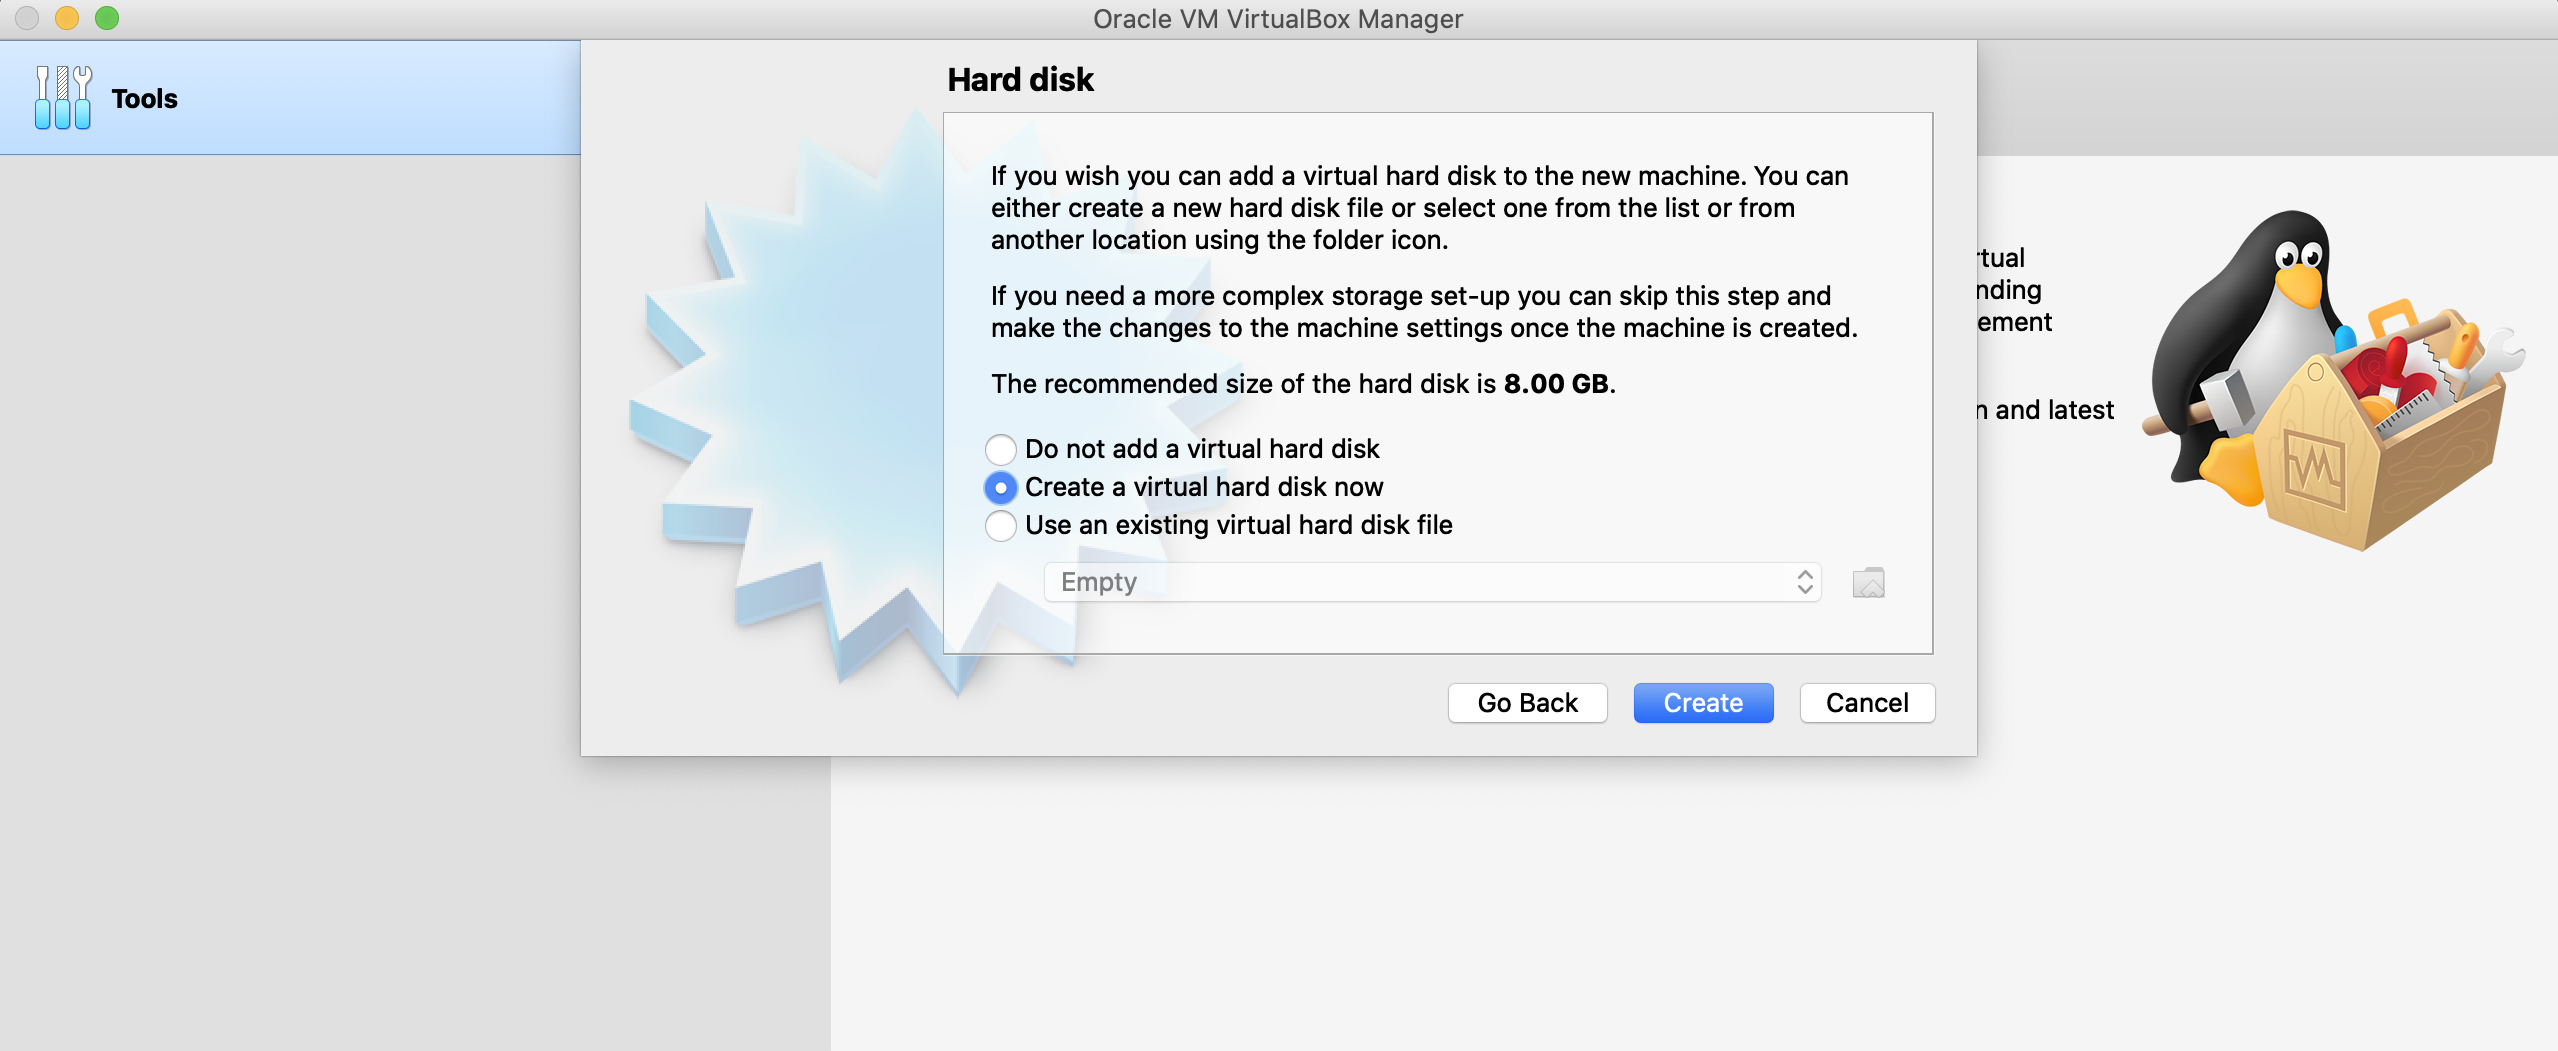 Oracle VM VirtualBox Manager
Tools
Hard disk
If you wish you can add a virtual hard disk to the new machine. You can
either create a new hard disk file or select one from the list or from
another location using the folder icon.
If you need a more complex storage set-up you can skip this step and
make the changes to the machine settings once the machine is created.
The recommended size of the hard disk is 8.00 GB.
Do not add a virtual hard disk
Create a virtual hard disk now
Use an existing virtual hard disk file
Empty
Go Back
Create
Cancel
rtual
nding
ement
n and latest